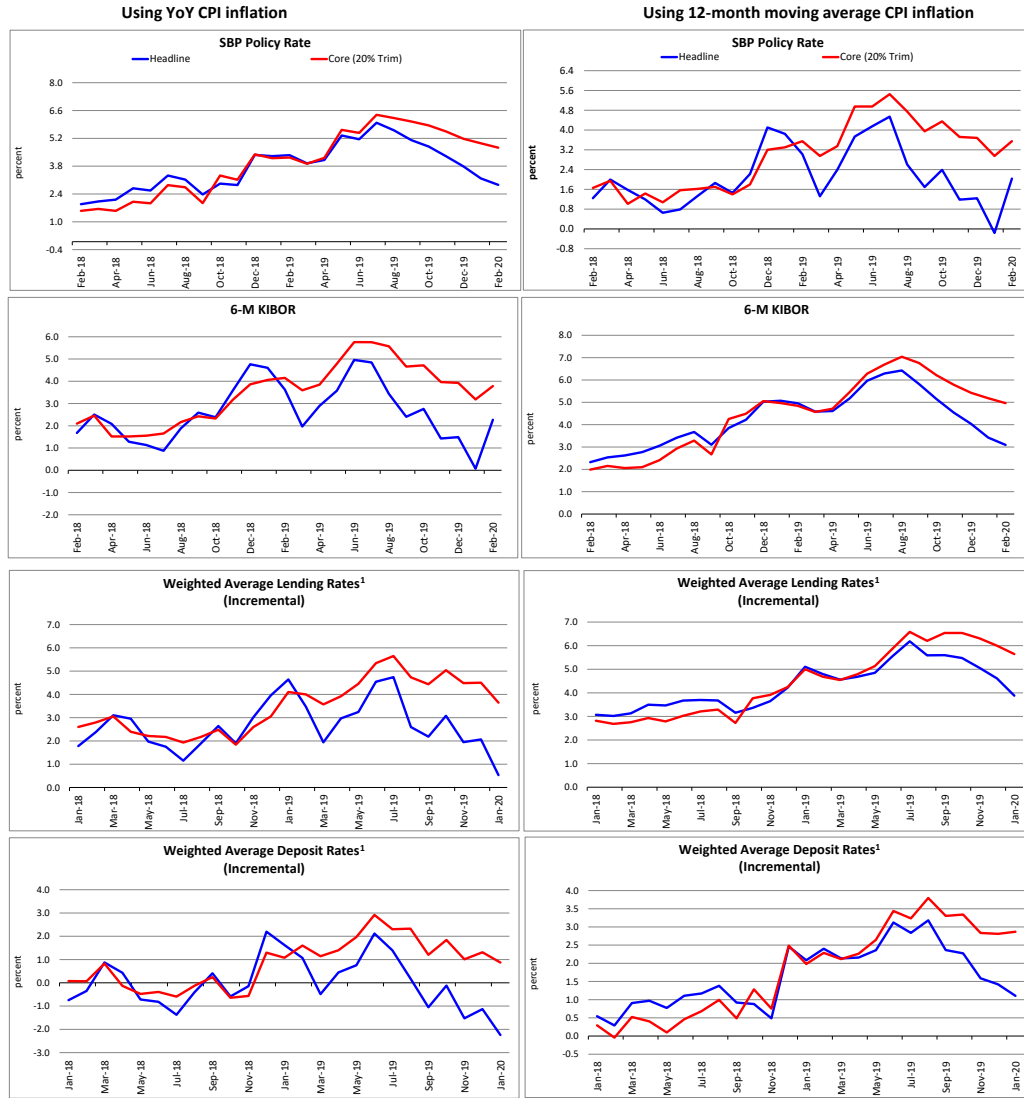 Using YoY CPI inflation
Using 12-month moving average CPI inflation
SBP Policy Rate
Headline
Core (20% Trim)
percent
8.0
6.6
5.2
3.8
2.4
1.0
-0.4
Feb-18
Apr-18
Jun-18
Aug-18
Oct-18
Dec-18
Feb-19
Apr-19
Jun-19
Aug-19
Oct-19
Dec-19
Feb-20
SBP Policy Rate
Headline
Core (20% Trim)
percent
6.4
5.6
4.8
4.0
3.2
2.4
1.6
0.8
0.0
-0.8
Feb-18
Apr-18
Jun-18
Aug-18
Oct-18
Dec-18
Feb-19
Apr-19
Jun-19
Aug-19
Oct-19
Dec-19
Feb-20
6-M KIBOR
percent
6.0
5.0
4.0
3.0
2.0
1.0
0.0
-1.0
-2.0
Feb-18
Apr-18
Jun-18
Aug-18
Oct-18
Dec-18
Feb-19
Apr-19
Jun-19
Aug-19
Oct-19
Dec-19
Feb-20
6-M KIBOR
percent
8.0
7.0
6.0
5.0
4.0
3.0
2.0
1.0
0.0
Feb-18
Apr-18
Jun-18
Aug-18
Oct-18
Dec-18
Feb-19
Apr-19
Jun-19
Aug-19
Oct-19
Dec-19
Feb-20
Weighted Average Lending Rates¹
(Incremental)
percent
7.0
6.0
5.0
4.0
3.0
2.0
1.0
0.0
Jan-18
Mar-18
May-18
Jul-18
Sep-18
Nov-18
Jan-19
Mar-19
May-19
Jul-19
Sep-19
Nov-19
Jan-20
Weighted Average Lending Rates¹
(Incremental)
percent
7.0
6.0
5.0
4.0
3.0
2.0
1.0
0.0
Jan-18
Mar-18
May-18
Jul-18
Sep-18
Nov-18
Jan-19
Mar-19
May-19
Jul-19
Sep-19
Nov-19
Jan-20
Weighted Average Deposit Rates¹
(Incremental)
percent
4.0
3.0
2.0
1.0
0.0
-1.0
-2.0
-3.0
Jan-18
Mar-18
May-18
Jul-18
Sep-18
Nov-18
Jan-19
Mar-19
May-19
Jul-19
Sep-19
Nov-19
Jan-20
Weighted Average Deposit Rates¹
(Incremental)
percent
4.0
3.5
3.0
2.5
2.0
1.5
1.0
0.5
0.0
-0.5
Jan-18
Mar-18
May-18
Jul-18
Sep-18
Nov-18
Jan-19
Mar-19
May-19
Jul-19
Sep-19
Nov-19
Jan-20